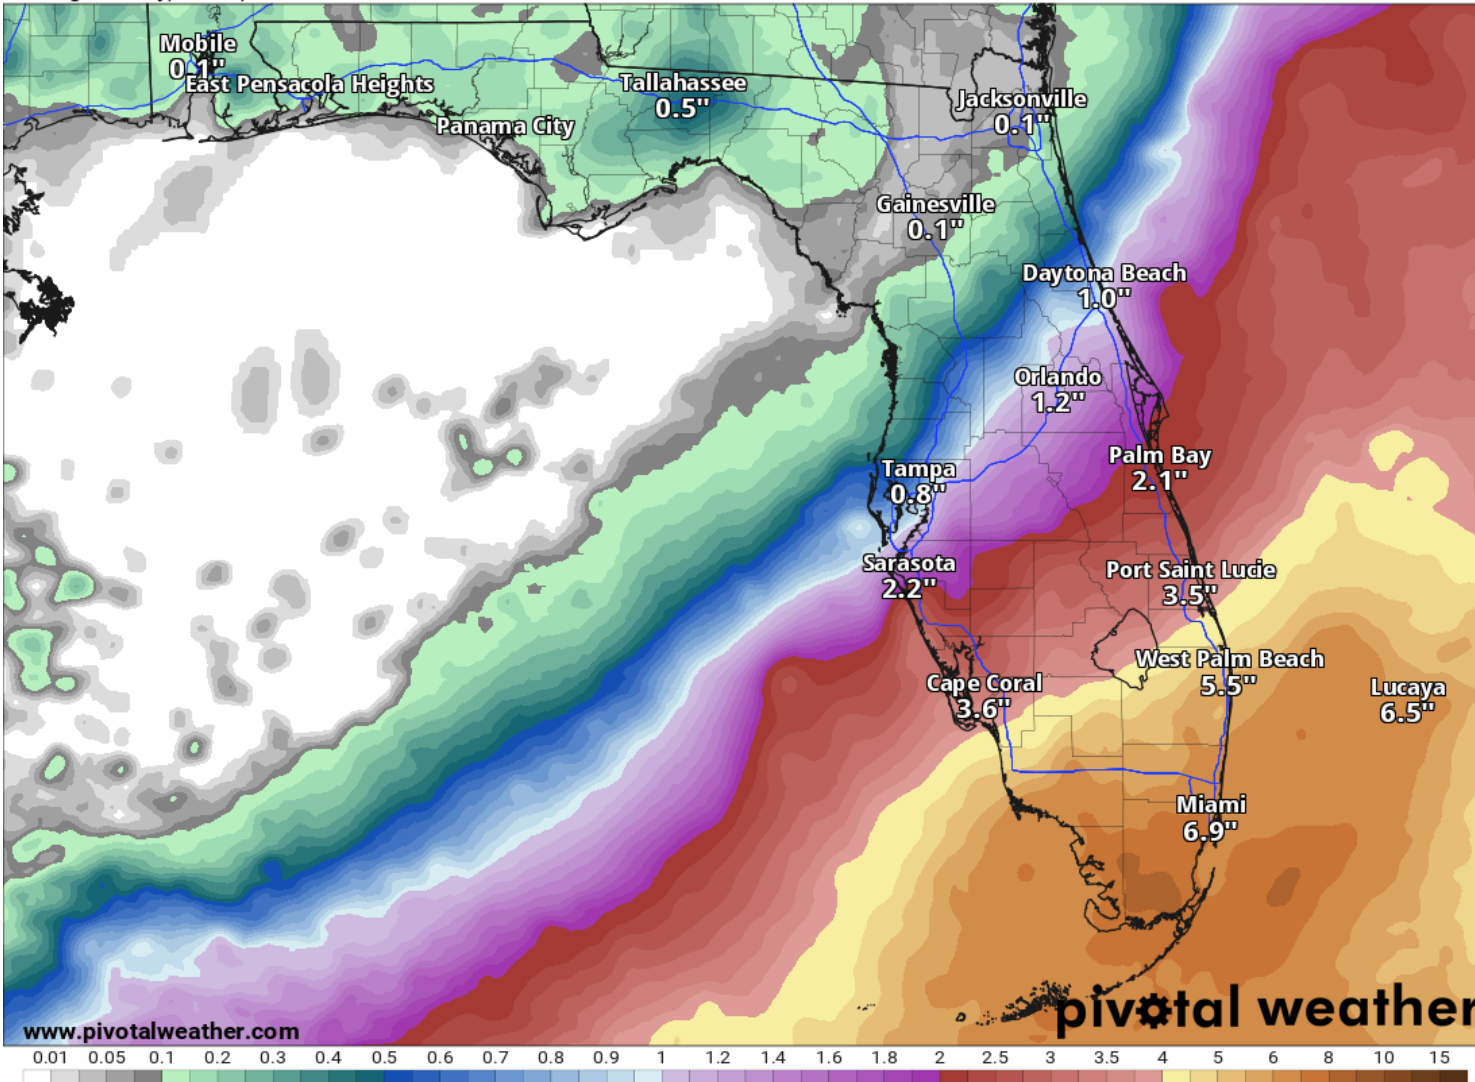 Mobile
0.1"
East Pensacola Heights
Tallahassee
0.5"
Panama City
Jacksonville
0.1"
Gainesville
0.1"
Daytona Beach
1.0"
Orlando
1.2"
Tampa
0.8"
Palm Bay
2.1"
Sarasota
2.2"
Port Saint Lucie
3.5"
West Palm Beach
5.5"
Cape Coral
3.6"
Lucaya
6.5"
Miami
6.9"
pivotal weather
www.pivotalweather.com
0.01 0.05 0.1 0.2 0.3 0.4 0.5 0.6 0.7 0.8 0.9 1 1.2 1.4 1.6 1.8 2 2.5 3 3.5 4 5 6 8 10 15